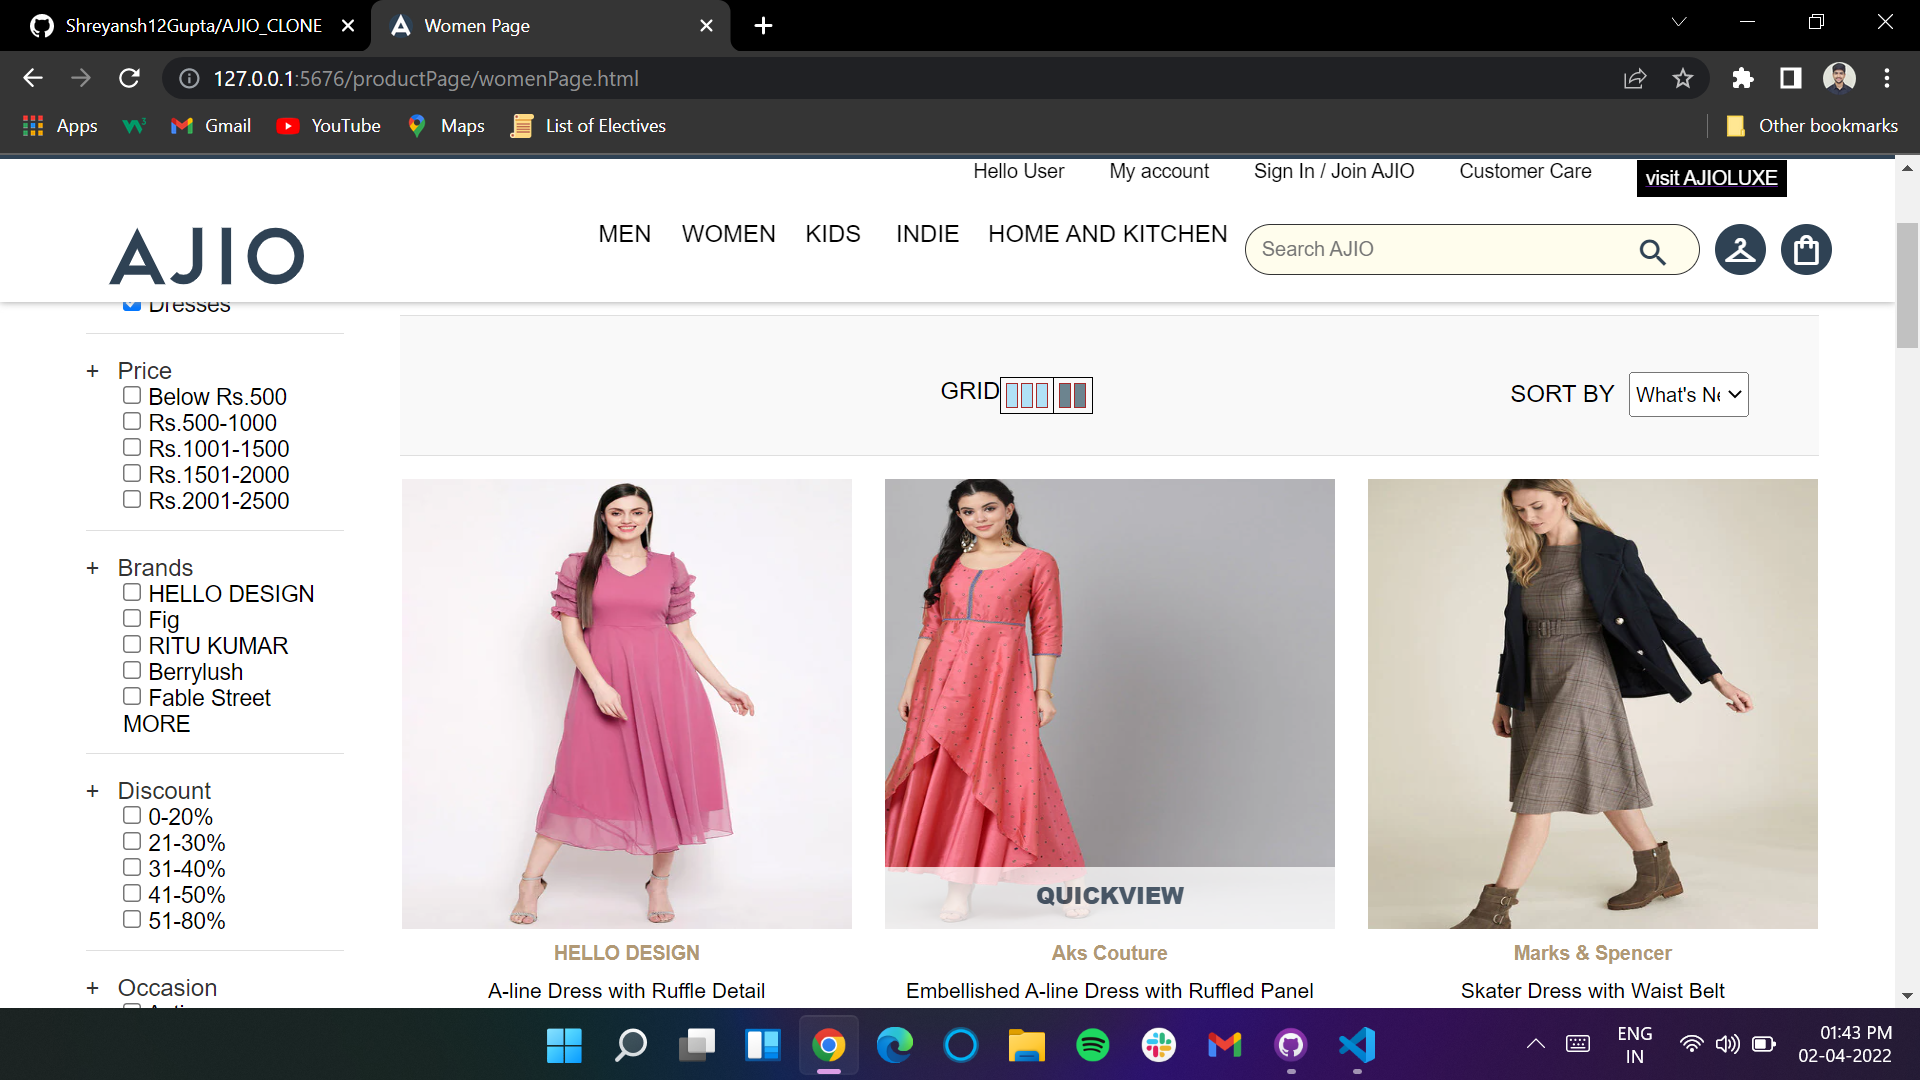 Shreyansh12Gupta/AJIO_CLONE
Women Page
127.0.0.1:5676/productPage/womenPage.html
Apps
Gmail
YouTube
Maps
List of Electives
Other bookmarks
Hello User
My account
Sign In / Join AJIO
Customer Care
visit AJIOLUXE
AJIO
MEN
WOMEN
KIDS
INDIE
HOME AND KITCHEN
Search AJIO
Dresses
+ Price
Below Rs.500
Rs.500-1000
Rs.1001-1500
Rs.1501-2000
Rs.2001-2500
+ Brands
HELLO DESIGN
Fig
RITU KUMAR
Berrylush
Fable Street
MORE
+ Discount
0-20%
21-30%
31-40%
41-50%
51-80%
+ Occasion
GRID
SORT BY
What's Ne
QUICKVIEW
HELLO DESIGN
A-line Dress with Ruffle Detail
Aks Couture
Embellished A-line Dress with Ruffled Panel
Marks & Spencer
Skater Dress with Waist Belt
ENG
IN
01:43 PM
02-04-2022